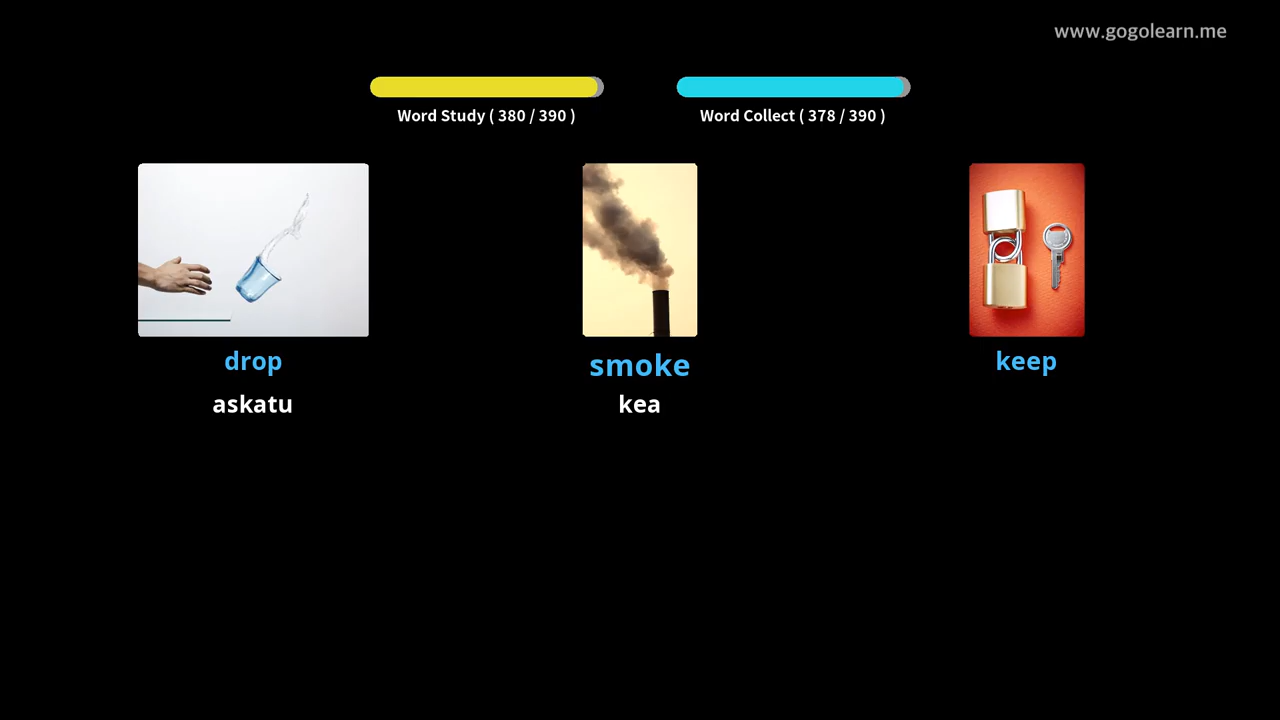 www.gogolearn.me
Word Study ( 380 / 390 )
Word Collect ( 378 / 390 )
drop
smoke
keep
askatu
kea